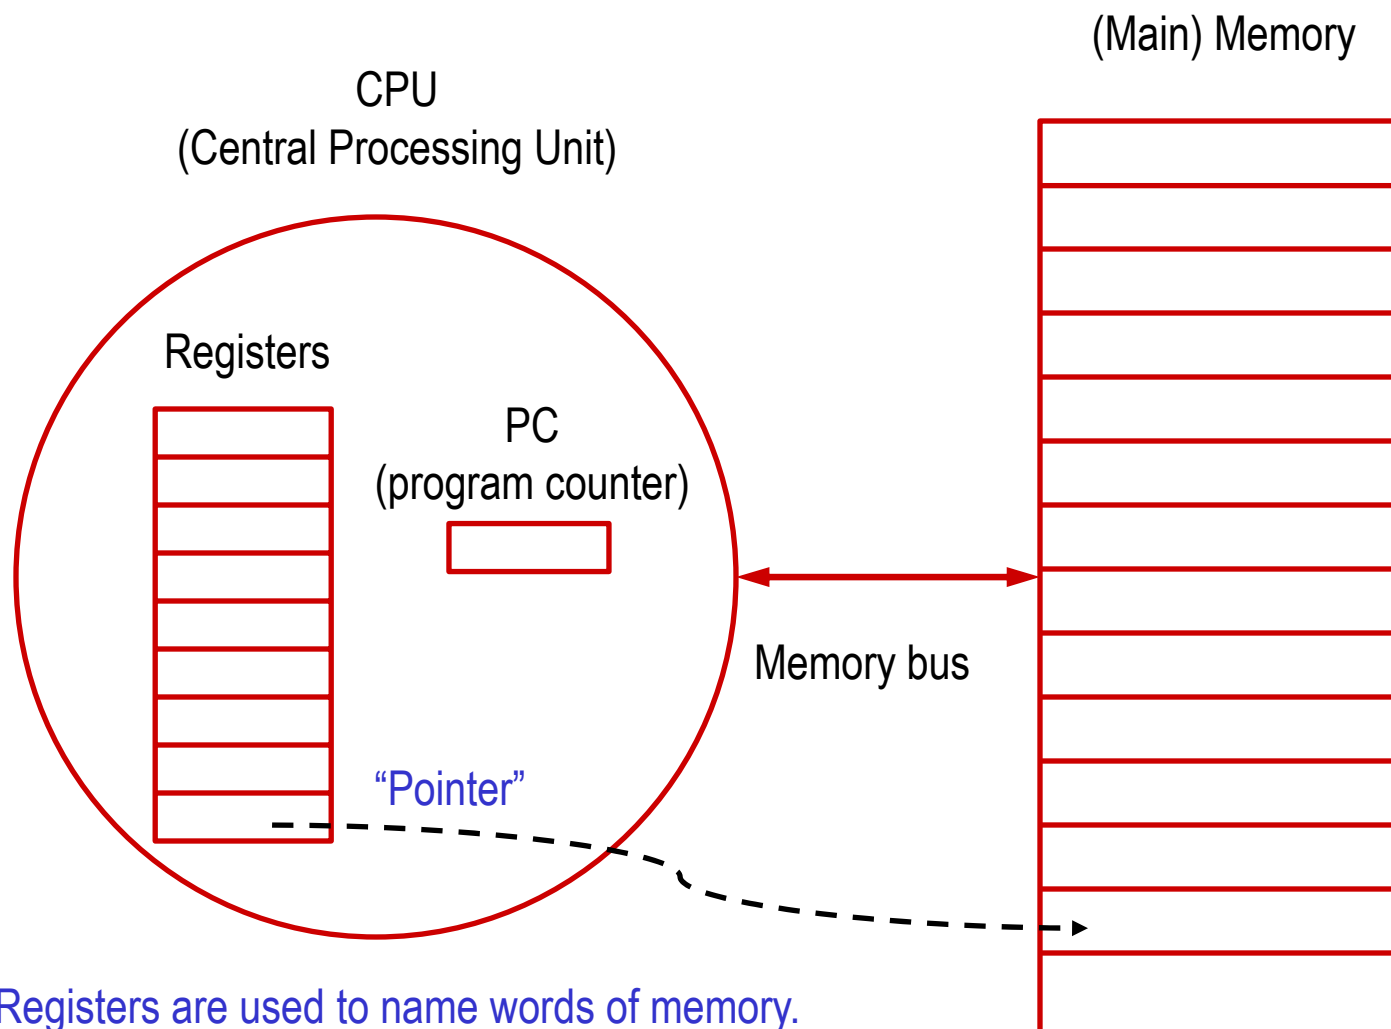 (Main) Memory
CPU
(Central Processing Unit)
Registers
PC
(program counter)
Memory bus
“Pointer”
Registers are used to name words of memory.